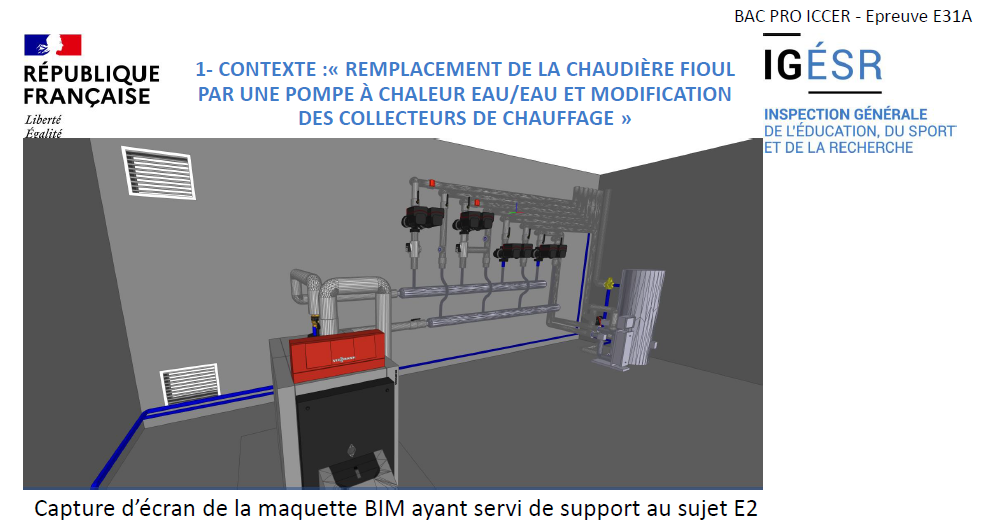 BAC PRO ICCER - Epreuve E31A
RÉPUBLIQUE
FRANÇAISE
Liberté
Égalité
1- CONTEXTE :« REMPLACEMENT DE LA CHAUDIÈRE FIOUL
PAR UNE POMPE À CHALEUR EAU/EAU ET MODIFICATION
DES COLLECTEURS DE CHAUFFAGE »
IGÉSR
INSPECTION GÉNÉRALE
DE L'ÉDUCATION, DU SPORT
ET DE LA RECHERCHE
Capture d'écran de la maquette BIM ayant servi de support au sujet E2